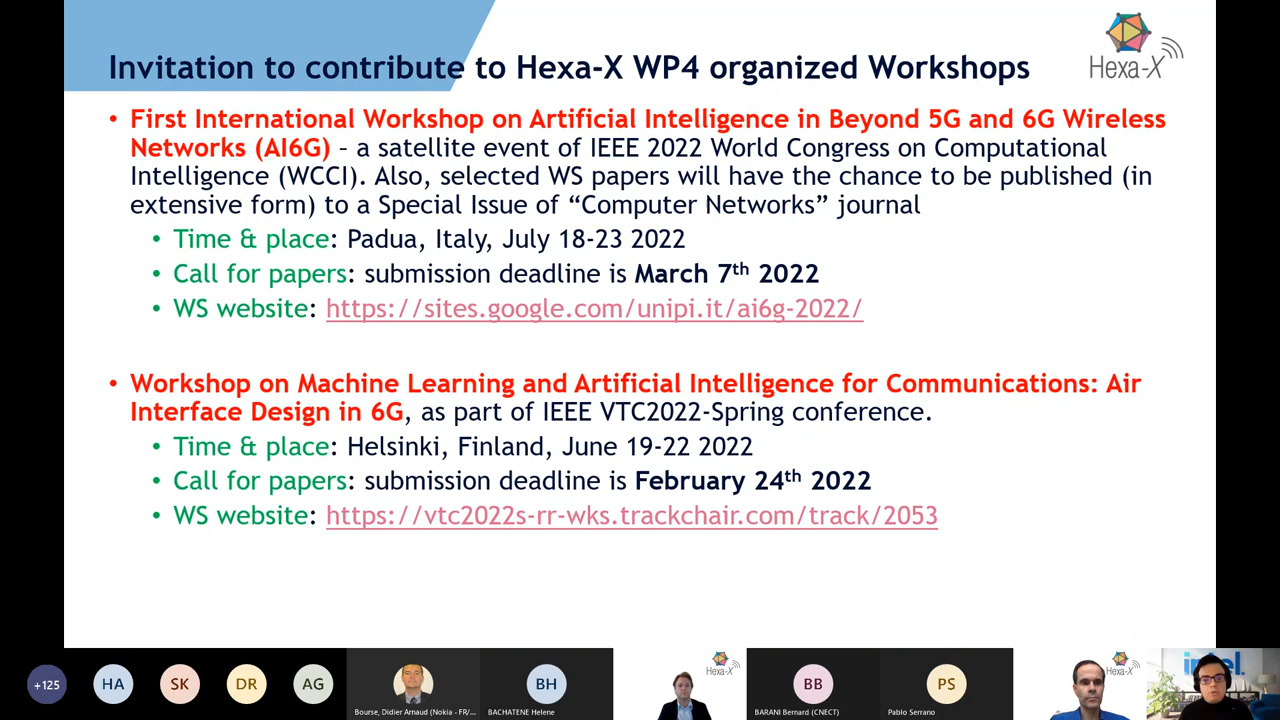 Invitation to contribute to Hexa-X WP4 organized Workshops
Hexa-X
• First International Workshop on Artificial Intelligence in Beyond 5G and 6G Wireless
Networks (AI6G) – a satellite event of IEEE 2022 World Congress on Computational
Intelligence (WCCI). Also, selected WS papers will have the chance to be published (in
extensive form) to a Special Issue of “Computer Networks” journal
• Time & place: Padua, Italy, July 18-23 2022
• Call for papers: submission deadline is March 7th 2022
• WS website: https://sites.google.com/unipi.it/ai6g-2022/
• Workshop on Machine Learning and Artificial Intelligence for Communications: Air
Interface Design in 6G, as part of IEEE VTC2022-Spring conference.
• Time & place: Helsinki, Finland, June 19-22 2022
• Call for papers: submission deadline is February 24th 2022
• WS website: https://vtc2022s-rr-wks.trackchair.com/track/2053
+125
HA
SK
DR
AG
Bourse, Didier Arnaud (Nokia - FR/...
BH
BACHATENE Helene
Hexa-X
BB
BARANI Bernard (CNECT)
PS
Pablo Serrano
Hexa-X
intel.